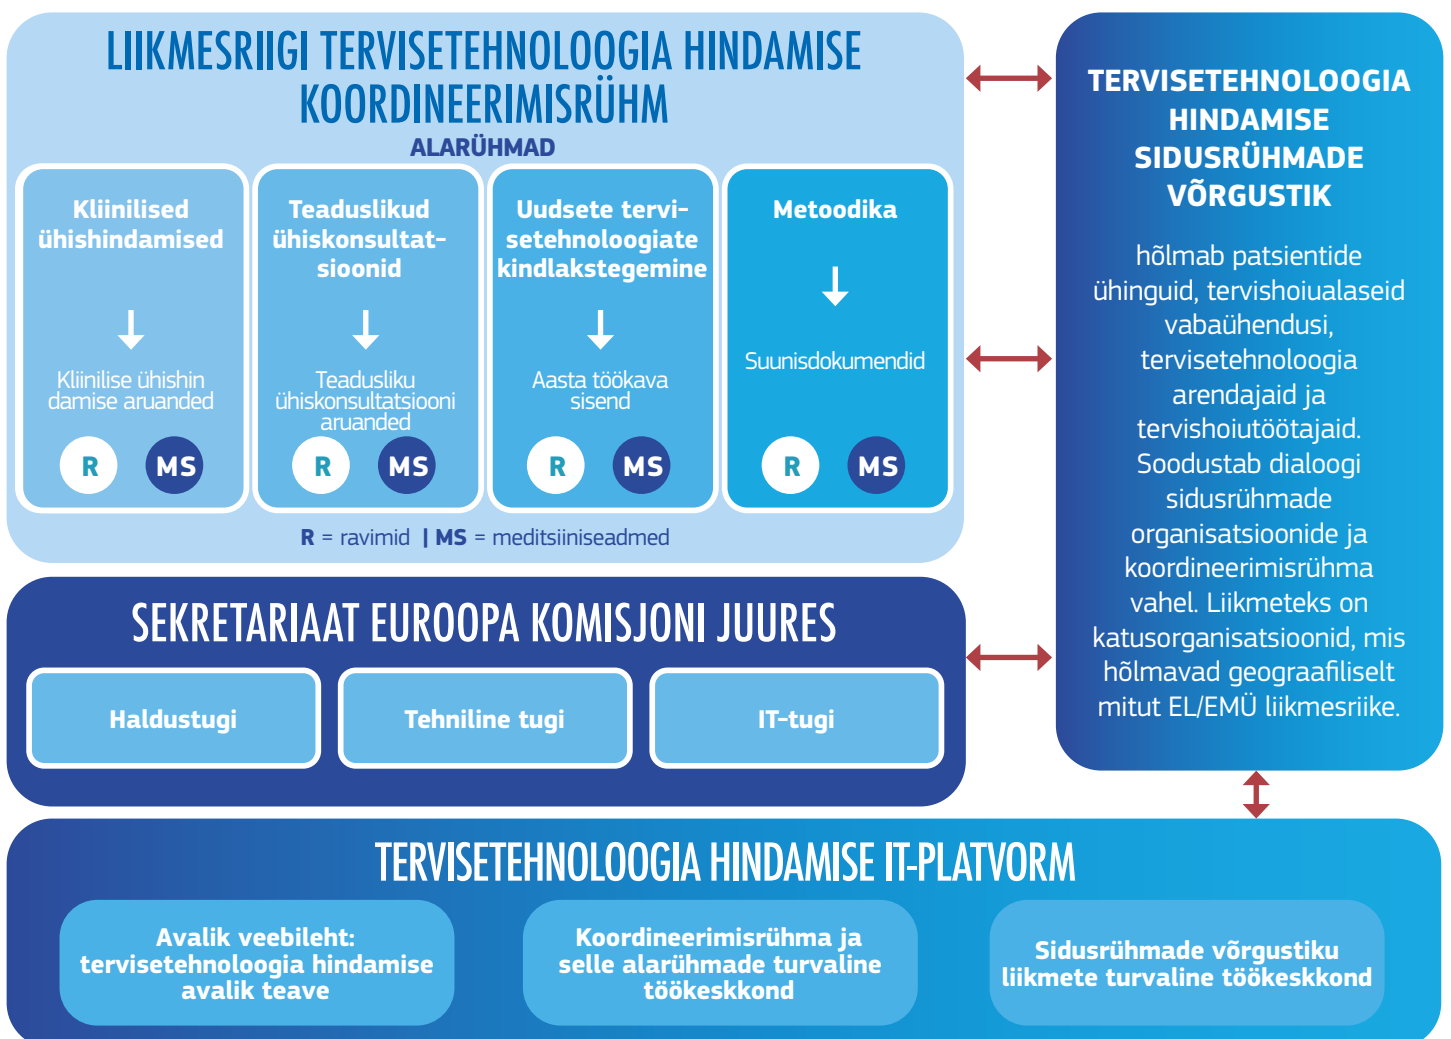 LIIKMESRIIGI TERVISETEHNOLOOGIA HINDAMISE
KOORDINEERIMISRÜHM
ALARÜHMAD
Kliinilised
ühishindamised
Kliinilise ühishin
damise aruanded
R
MS
Teaduslikud
ühiskonsultat-
sioonid
Teadusliku
ühiskonsultatsiooni
aruanded
R
MS
Uudsete tervi-
setehnoloogiate
kindlakstegemine
Aasta töökava
sisend
R
MS
Metoodika
Suunisdokumendid
R
MS
R = ravimid | MS = meditsiiniseadmed
TERVISETEHNOLOOGIA
HINDAMISE
SIDUSRÜHMADE
VÕRGUSTIK
hõlmab patsientide
ühinguid, tervishoiualaseid
vabaühendusi,
tervisetehnoloogia
arendajaid ja
tervishoiutöötajaid.
Soodustab dialoogi
sidusrühmade
organisatsioonide ja
koordineerimisrühma
vahel. Liikmeteks on
katusorganisatsioonid, mis
hõlmavad geograafiliselt
mitut EL/EMÜ liikmesriike.
SEKRETARIAAT EUROOPA KOMISJONI JUURES
Haldustugi
Tehniline tugi
IT-tugi
TERVISETEHNOLOOGIA HINDAMISE IT-PLATVORM
Avalik veebileht:
tervisetehnoloogia hindamise
avalik teave
Koordineerimisrühma ja
selle alarühmade turvaline
töökeskkond
Sidusrühmade võrgustiku
liikmete turvaline töökeskkond